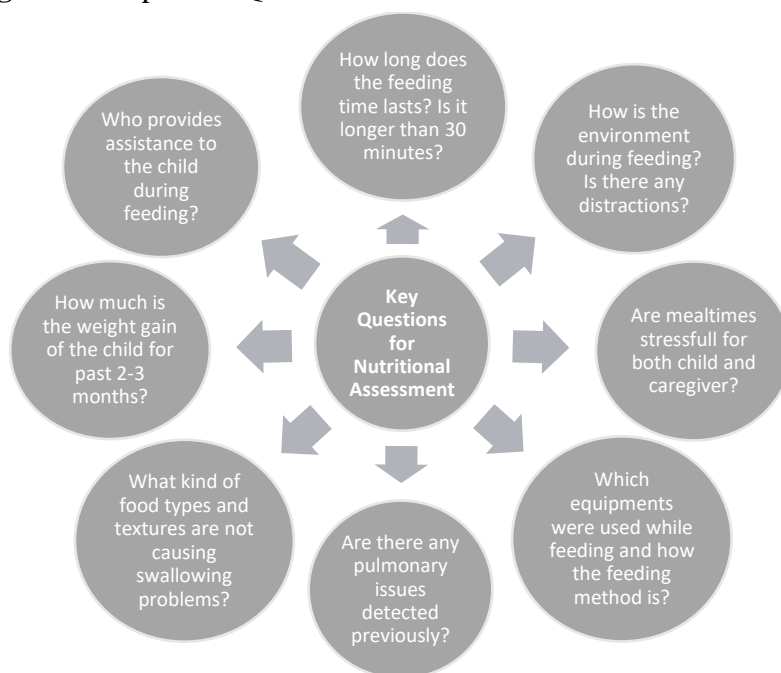 How long does
the feeding
time lasts? Is it
longer than 30
minutes?
How is the
environment
during feeding?
Is there any
distractions?
Are mealtimes
stressfull for
both child and
caregiver?
Which
equipments
were used while
feeding and how
the feeding
method is?
Are there any
pulmonary
issues
detected
previously?
What kind of
food types and
textures are not
causing
swallowing
problems?
How much is
the weight gain
of the child for
past 2-3
months?
Who provides
assistance to
the child
during
feeding?
Key
Questions
for
Nutritional
Assessment